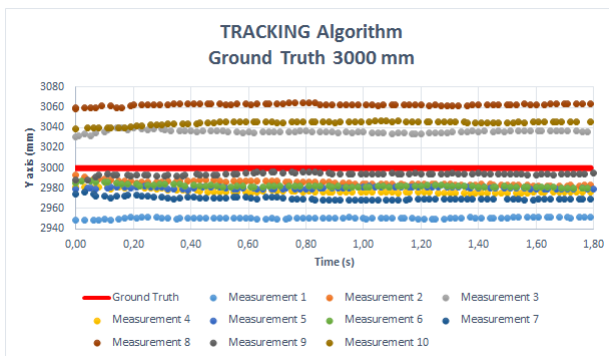 TRACKING Algorithm
Ground Truth 3000 mm
Y axis (mm)
3080
3060
3040
3020
3000
2980
2960
2940
0,00 0,20 0,40 0,60 0,80 1,00 1,20 1,40 1,60 1,80
Time (s)
Ground Truth Measurement 1 Measurement 2 Measurement 3
Measurement 4 Measurement 5 Measurement 6 Measurement 7
Measurement 8 Measurement 9 Measurement 10